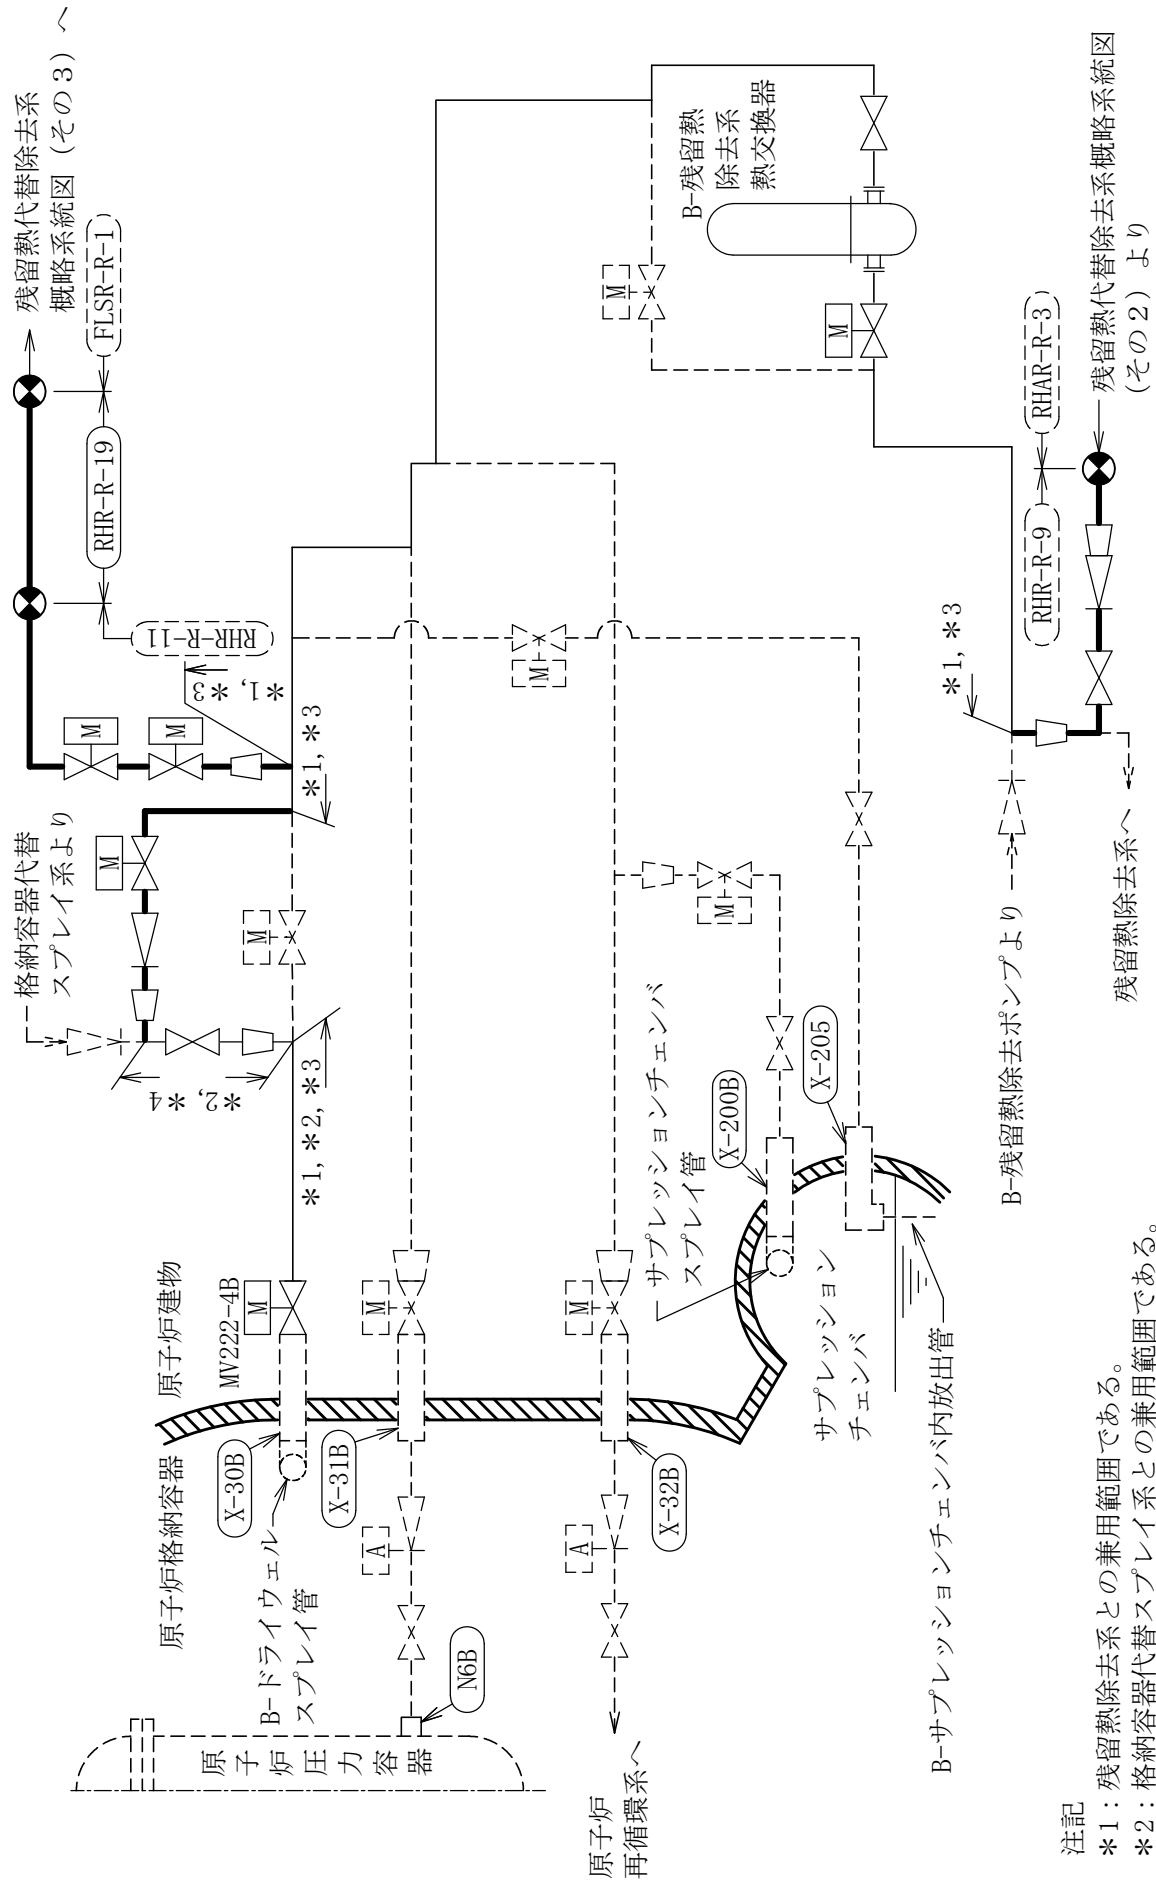 残留熱代替除去系
概略系統図（その３）へ
FLSR-R-1
RHR-R-19
RHR-R-11
*1, *3
M
M
*1, *3
格納容器代替
スプレイ系より
M
M
*2, *4
*1, *2, *3
B-残留熱
除去系
熱交換器
M
M
M
*1, *3
RHAR-R-3
RHR-R-9
残留熱代替除去系概略系統図
（その２）より
残留熱除去系へ
B-残留熱除去ポンプより
M
サプレッションチェンバ
スプレイ管
X-200B
X-205
サプレッション
チェンバ
B-サプレッションチェンバ内放出管
原子炉建物
原子炉格納容器
MV222-4B
M
M
M
X-30B
X-31B
X-32B
B-ドライウェル
スプレイ管
A
A
N6B
原子炉圧力容器
原子炉
再循環系へ
注記
*1：残留熱除去系との兼用範囲である。
*2：格納容器代替スプレイ系との兼用範囲である。